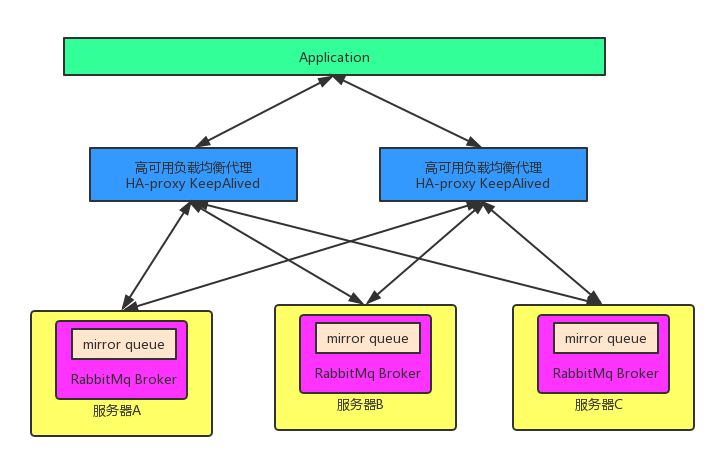 Application
高可用负载均衡代理
HA-proxy KeepAlived
高可用负载均衡代理
HA-proxy KeepAlived
mirror queue
RabbitMq Broker
服务器A
mirror queue
RabbitMq Broker
服务器B
mirror queue
RabbitMq Broker
服务器C